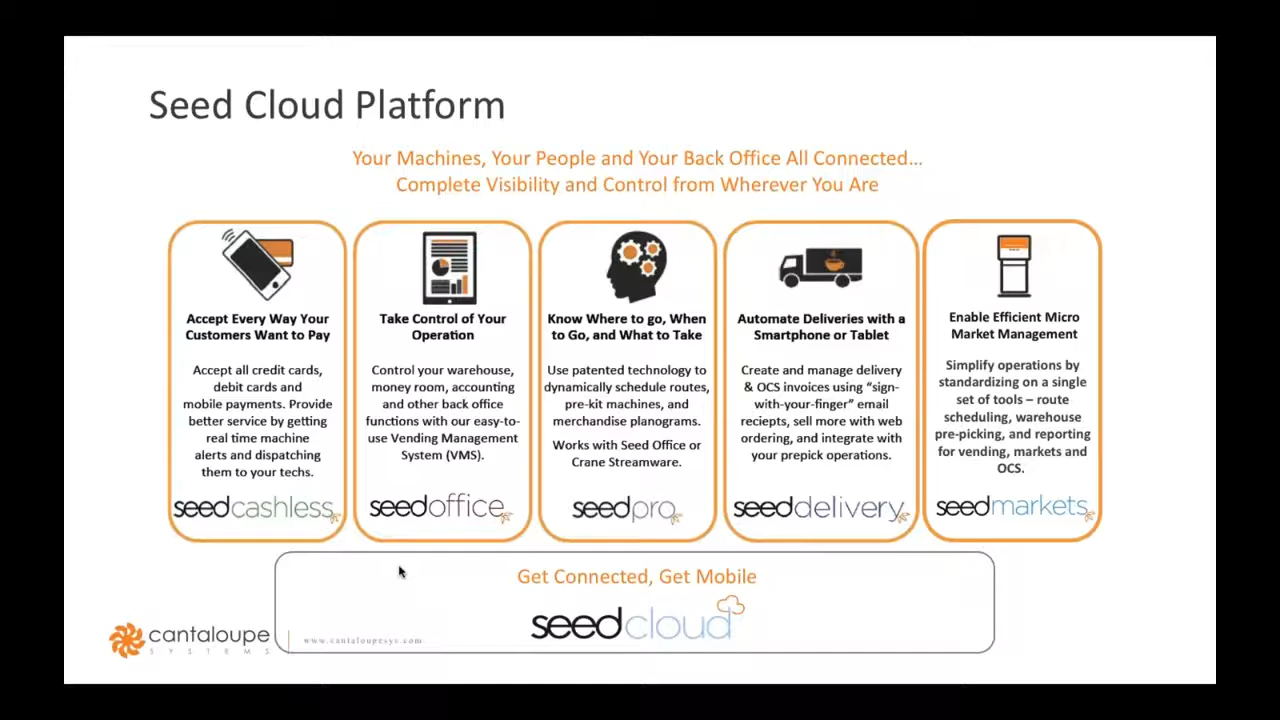 Seed Cloud Platform
Your Machines, Your People and Your Back Office All Connected...
Complete Visibility and Control from Wherever You Are
Accept Every Way Your
Customers Want to Pay
Accept all credit cards,
debit cards and
mobile payments. Provide
better service by getting
real time machine
alerts and dispatching
them to your techs.
seedcashless
Take Control of Your
Operation
Control your warehouse,
money room, accounting
and other back office
functions with our easy-to-
use Vending Management
System (VMS).
seedoffice
Know Where to go, When
to Go, and What to Take
Use patented technology to
dynamically schedule routes,
pre-kit machines, and
merchandise planograms.
Works with Seed Office or
Crane Streamware.
seedpro
Automate Deliveries with a
Smartphone or Tablet
Create and manage delivery
& OCS invoices using “sign-
with-your-finger” email
reciepts, sell more with web
ordering, and integrate with
your prepick operations.
seeddelivery
Enable Efficient Micro
Market Management
Simplify operations by
standardizing on a single
set of tools – route
scheduling, warehouse
pre-picking, and reporting
for vending, markets and
OCS.
seedmarkets
Get Connected, Get Mobile
seedcloud
cantaloupe
SYSTEMS
www.cantaloupesys.com